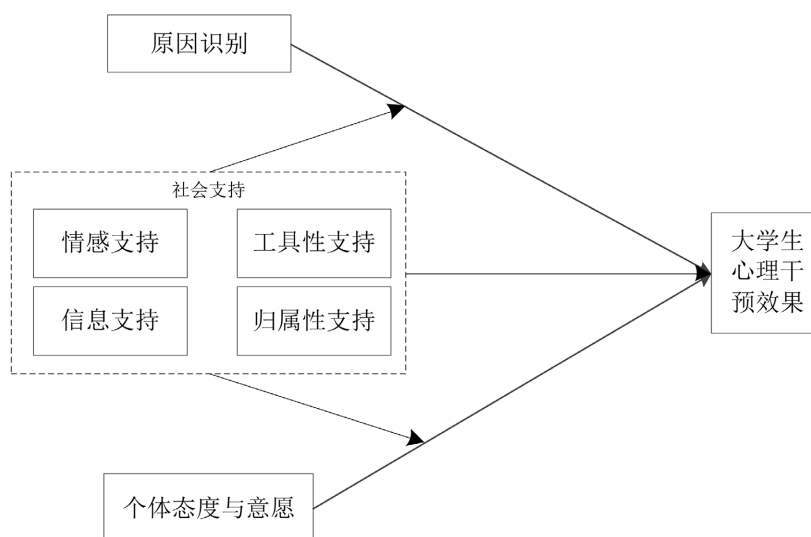 原因识别
社会支持
情感支持
工具性支持
信息支持
归属性支持
大学生
心理干
预效果
个体态度与意愿